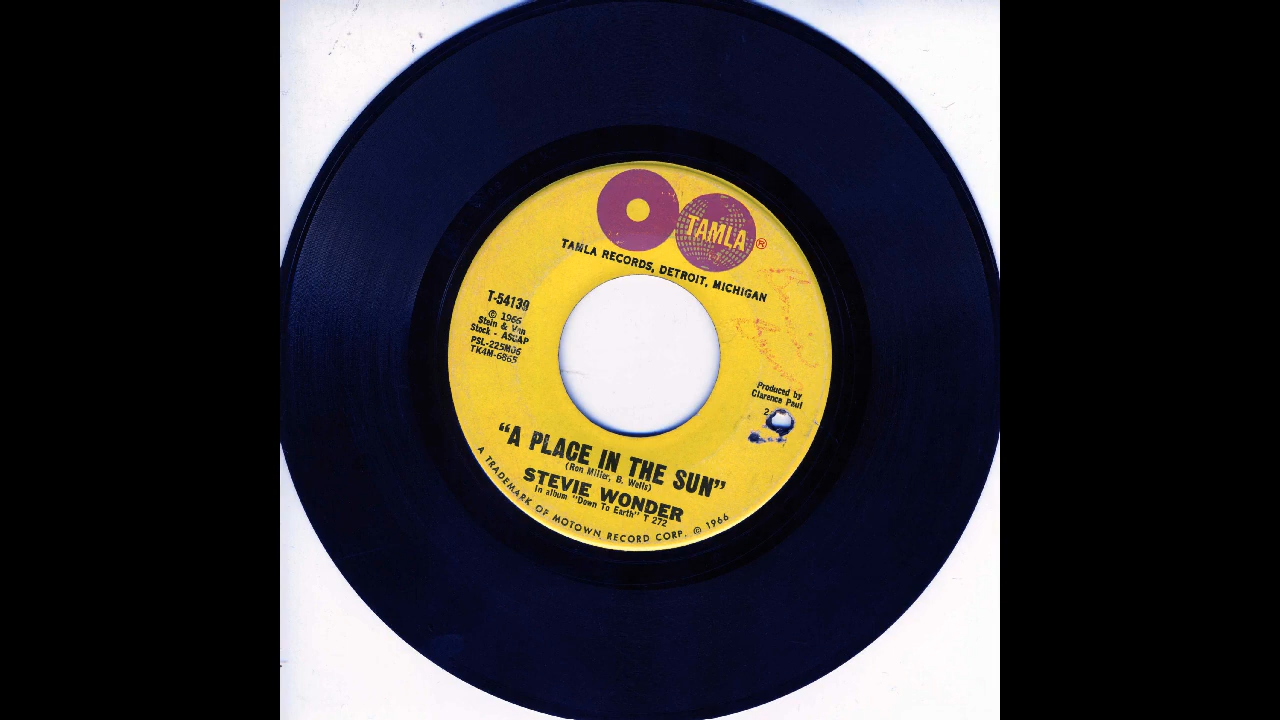 TAMLA ®
TAMLA RECORDS, DETROIT, MICHIGAN
T-54139
© 1966
Stein & Van
Stock - ASCAP
PSL-225M06
TK4M-6865
Produced by
Clarence Paul
"A PLACE IN THE SUN"
(Ron Miller, B. Wells)
STEVIE WONDER
In album "Down To Earth" T 272
A TRADEMARK OF MOTOWN RECORD CORP. © 1966